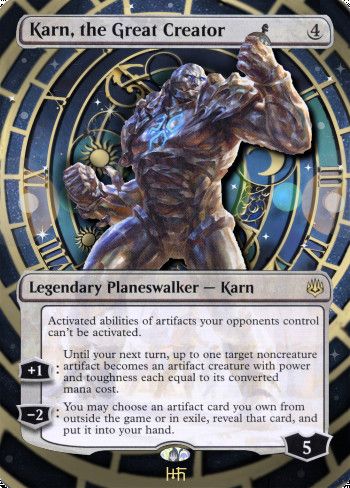 Karn, the Great Creator 4
Legendary Planeswalker — Karn
Activated abilities of artifacts your opponents control
can't be activated.
Until your next turn, up to one target noncreature
+1 : artifact becomes an artifact creature with power
and toughness each equal to its converted
mana cost.
-2 : You may choose an artifact card you own from
outside the game or in exile, reveal that card, and
put it into your hand.
5